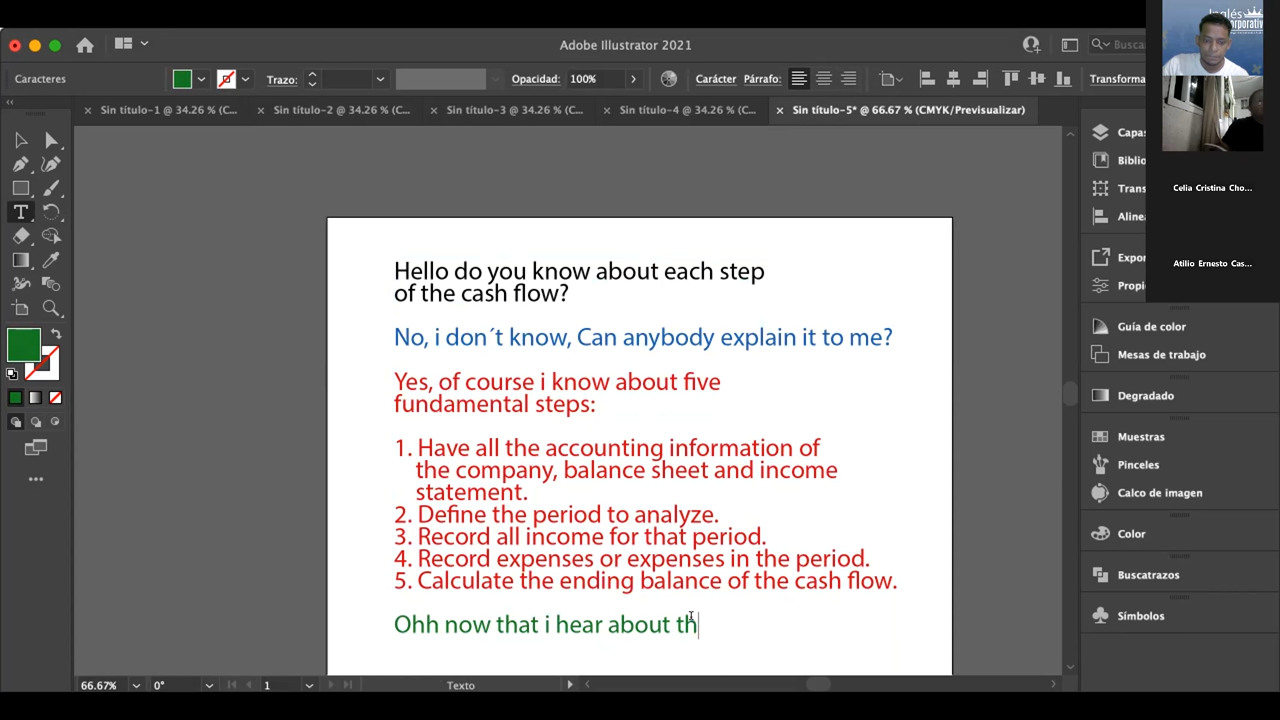 Inglés
Corporativo
Adobe Illustrator 2021
Busca
Caracteres
Trazo:
Opacidad:
100%
Carácter
Párrafo:
Transforma
Sin título-1 @ 34.26 % (C...
Sin título-2 @ 34.26 % (C...
Sin título-3 @ 34.26 % (C...
Sin título-4 @ 34.26 % (C...
Sin título-5* @ 66.67 % (CMYK/Previsualizar)
Capas
Biblio
Trans
Alinea
Expor
Propie
Celia Cristina Cho...
Atilio Ernesto Cas...
Guía de color
Mesas de trabajo
Degradado
Muestras
Pinceles
Calco de imagen
Color
Buscatrazos
Símbolos
Hello do you know about each step
of the cash flow?
No, i don´t know, Can anybody explain it to me?
Yes, of course i know about five
fundamental steps:
1. Have all the accounting information of
the company, balance sheet and income
statement.
2. Define the period to analyze.
3. Record all income for that period.
4. Record expenses or expenses in the period.
5. Calculate the ending balance of the cash flow.
Ohh now that i hear about th
66.67%
0°
1
Texto